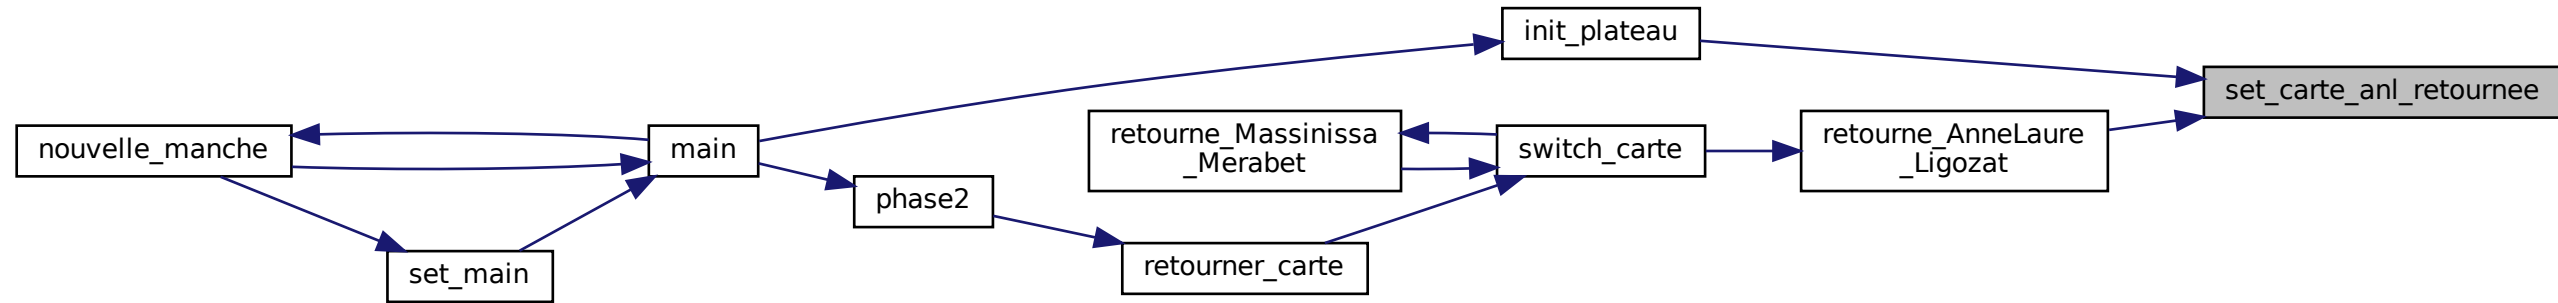 init_plateau
set_carte_anl_retournee
nouvelle_manche
main
retourne_Massinissa
_Merabet
switch_carte
retourne_AnneLaure
_Ligozat
phase2
set_main
retourner_carte